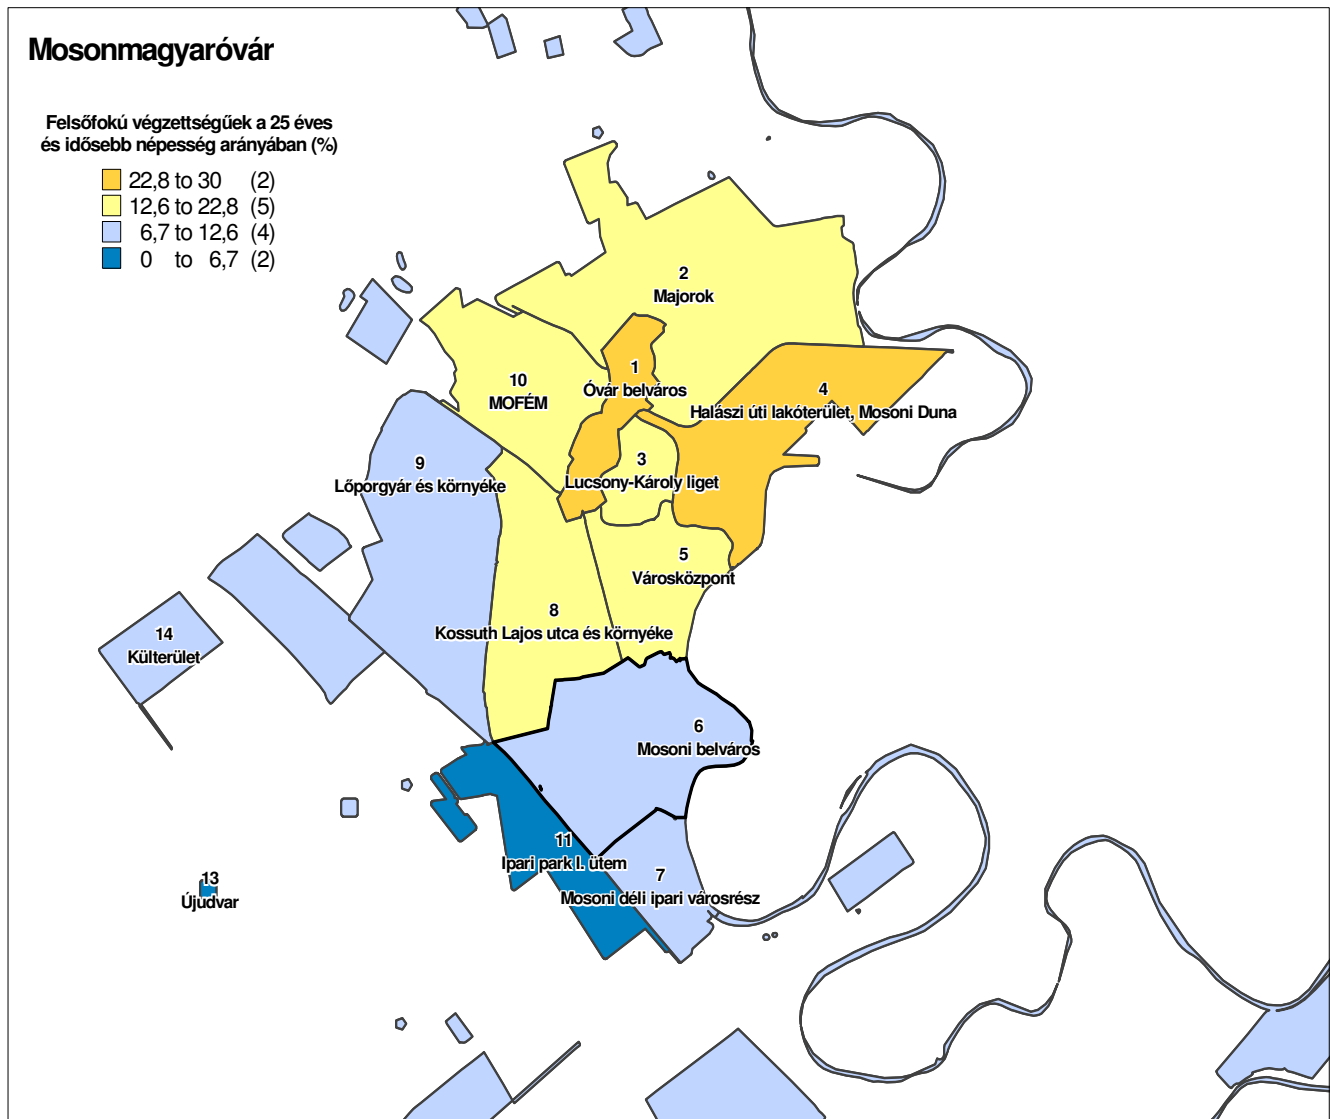 Mosonmagyaróvár
Felsőfokú végzettségűek a 25 éves
és idősebb népesség arányában (%)
22,8 to 30 (2)
12,6 to 22,8 (5)
6,7 to 12,6 (4)
0 to 6,7 (2)
2
Majorok
1
Óvár belváros
10
MOFÉM
4
Halászi úti lakóterület, Mosoni Duna
3
Lucsony-Károly liget
9
Lőporgyár és környéke
5
Városközpont
8
Kossuth Lajos utca és környéke
14
Külterület
6
Mosoni belváros
11
Ipari park I. ütem
7
Mosoni déli ipari városrész
13
Újudvar